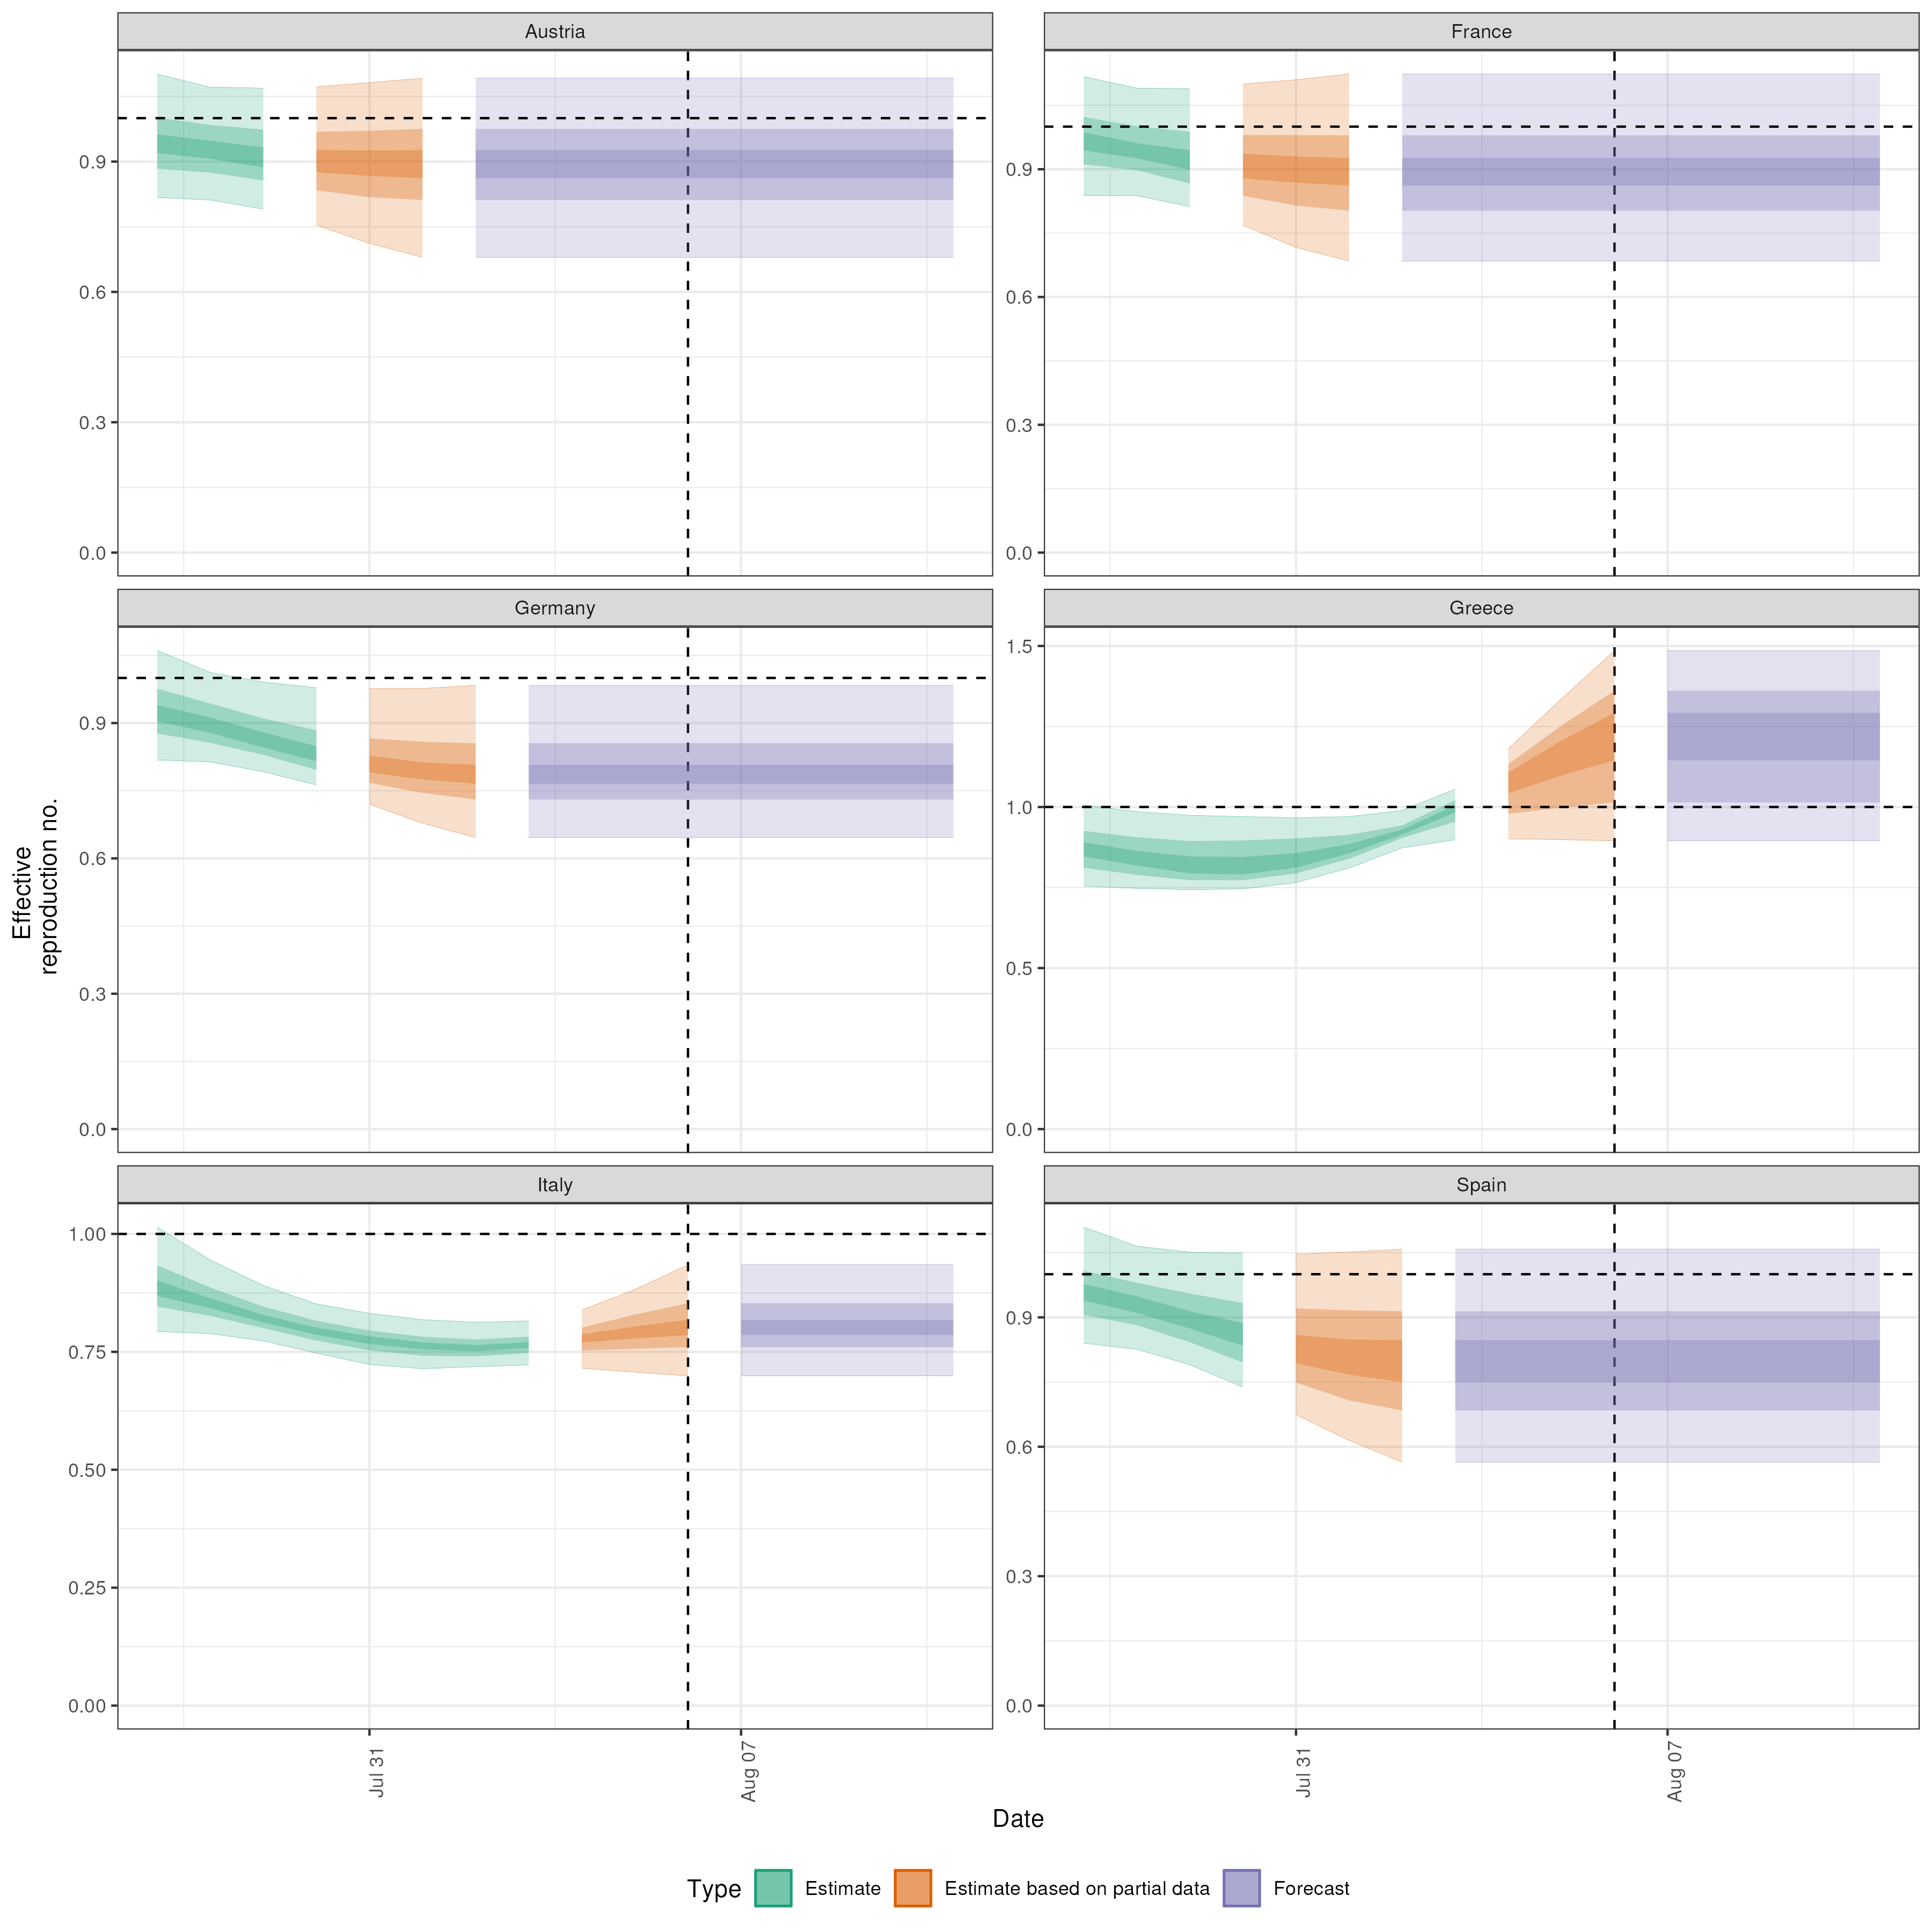 Austria
France
0.9
0.6
0.3
0.0
0.9
0.6
0.3
0.0
Germany
Greece
0.9
0.6
0.3
0.0
1.5
1.0
0.5
0.0
Italy
Spain
1.00
0.75
0.50
0.25
0.00
0.9
0.6
0.3
0.0
Effective
reproduction no.
Jul 31
Aug 07
Jul 31
Aug 07
Date
Type Estimate Estimate based on partial data Forecast